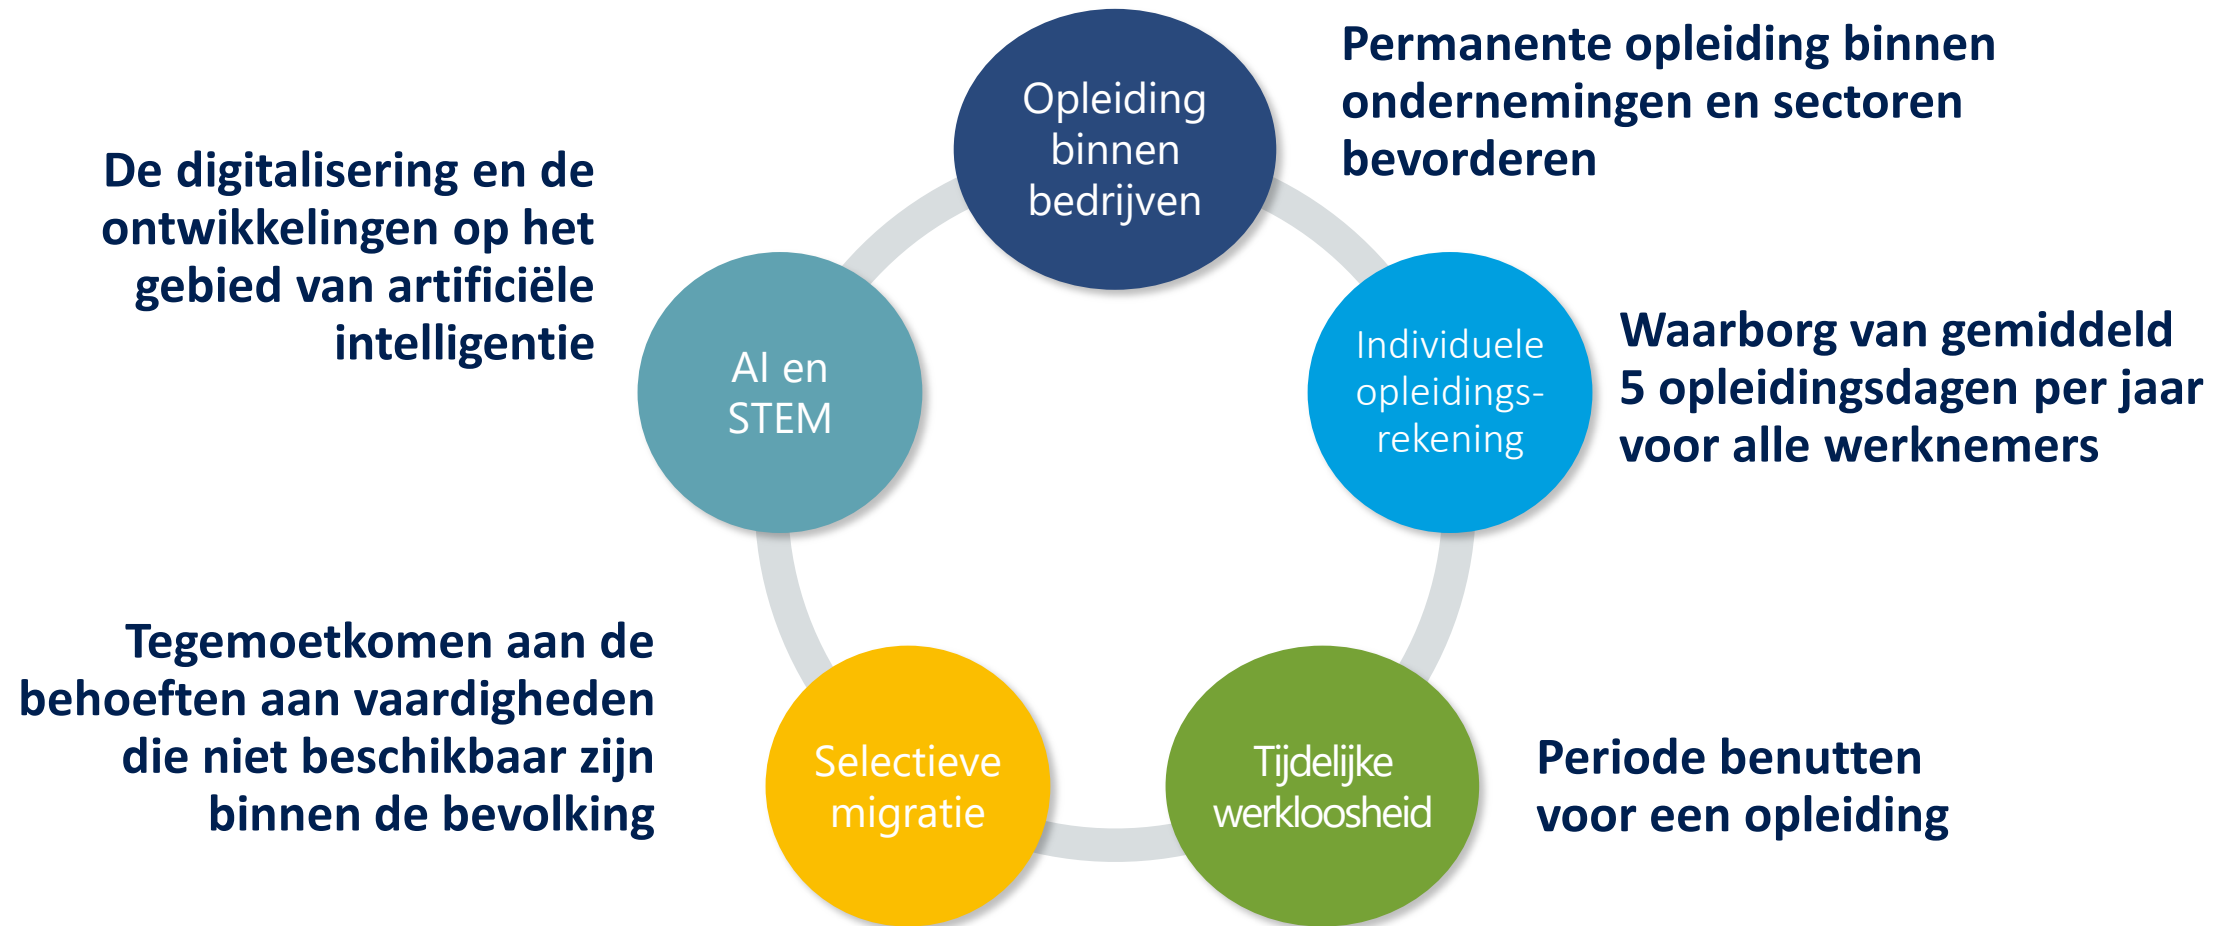 Opleiding
binnen
bedrijven
Permanente opleiding binnen
ondernemingen en sectoren
bevorderen
Individuele
opleidings-
rekening
Waarborg van gemiddeld
5 opleidingsdagen per jaar
voor alle werknemers
Tijdelijke
werkloosheid
Periode benutten
voor een opleiding
Selectieve
migratie
Tegemoetkomen aan de
behoeften aan vaardigheden
die niet beschikbaar zijn
binnen de bevolking
AI en
STEM
De digitalisering en de
ontwikkelingen op het
gebied van artificiële
intelligentie